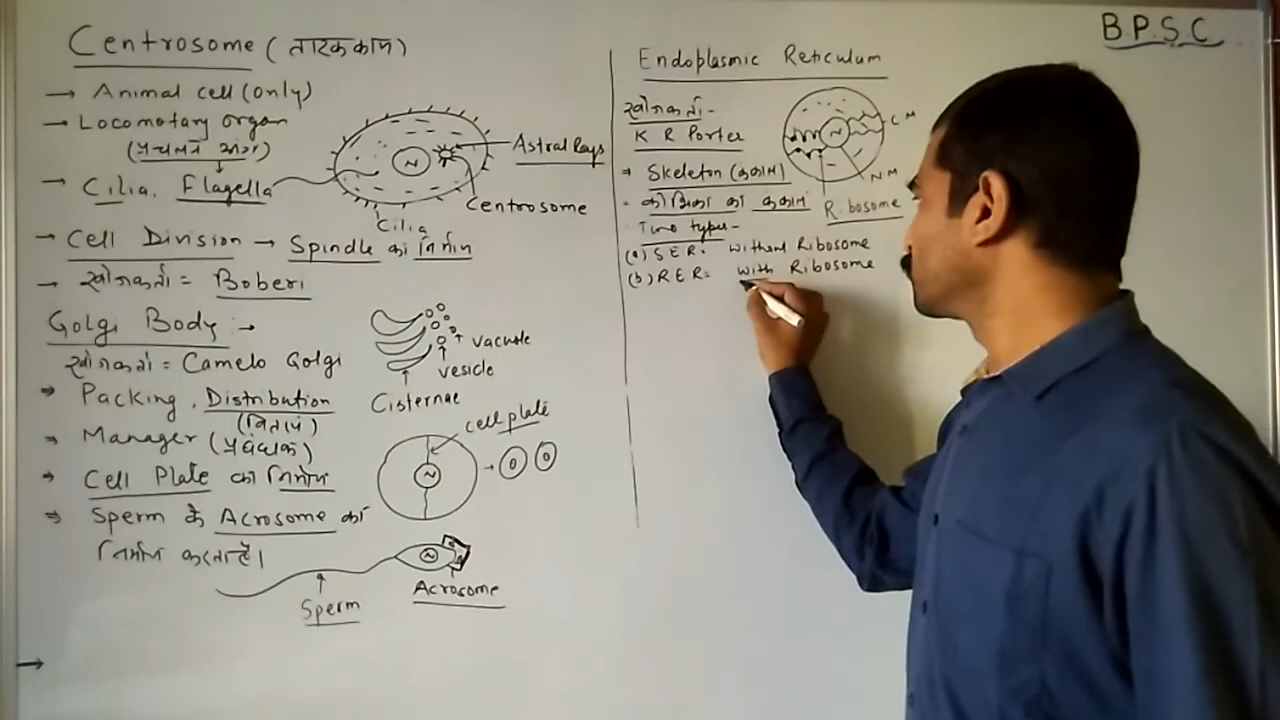 B.P.S.C
Centrosome (तारककाय)
→ Animal cell (only)
→ Locomotary organ
(प्रचलन अंग)
→ Cilia, Flagella
Astral Rays
Centrosome
N
Cilia
→ Cell Division → Spindle का निर्माण
→ खोजकर्ता = Boberi
Golgi Body →
खोजकर्ता = Camelo Golgi
⇒ Packing, Distribution
(वितरण)
⇒ Manager (प्रबंधक)
⇒ Cell Plate का निर्माण
⇒ Sperm के Acrosome का
निर्माण करता है।
vacuole
vesicle
Cisternae
cell plate
N
N
Acrosome
Sperm
→
Endoplasmic Reticulum
खोजकर्ता -
K R Porter
→ Skeleton (कंकाल)
= कोशिका का कंकाल
Two types -
(a) S E R = without Ribosome
(b) R E R = with Ribosome
N
C M
N M
Ribosome